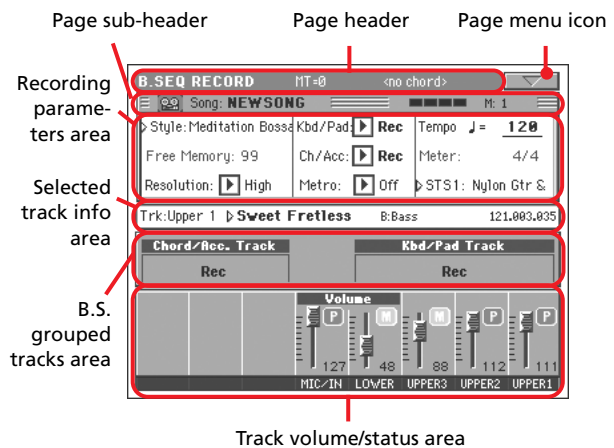 Page sub-header
Page header
Page menu icon
Recording
parame-
ters area
Selected
track info
area
B.S.
grouped
tracks area
B.SEQ RECORD MT=0 <no chord>
Song: NEWSONG M: 1
Style: Meditation Bossa Kbd/Pad: Rec Tempo ♩ = 120
Free Memory: 99 Ch/Acc: Rec Meter: 4/4
Resolution: High Metro: Off STS1: Nylon Gtr &
Trk:Upper 1 Sweet Fretless B:Bass 121.003.035
Chord/Acc. Track Kbd/Pad Track
Rec Rec
Volume
P M M P P
127 48 88 112 111
MIC/IN LOWER UPPER3 UPPER2 UPPER1
Track volume/status area